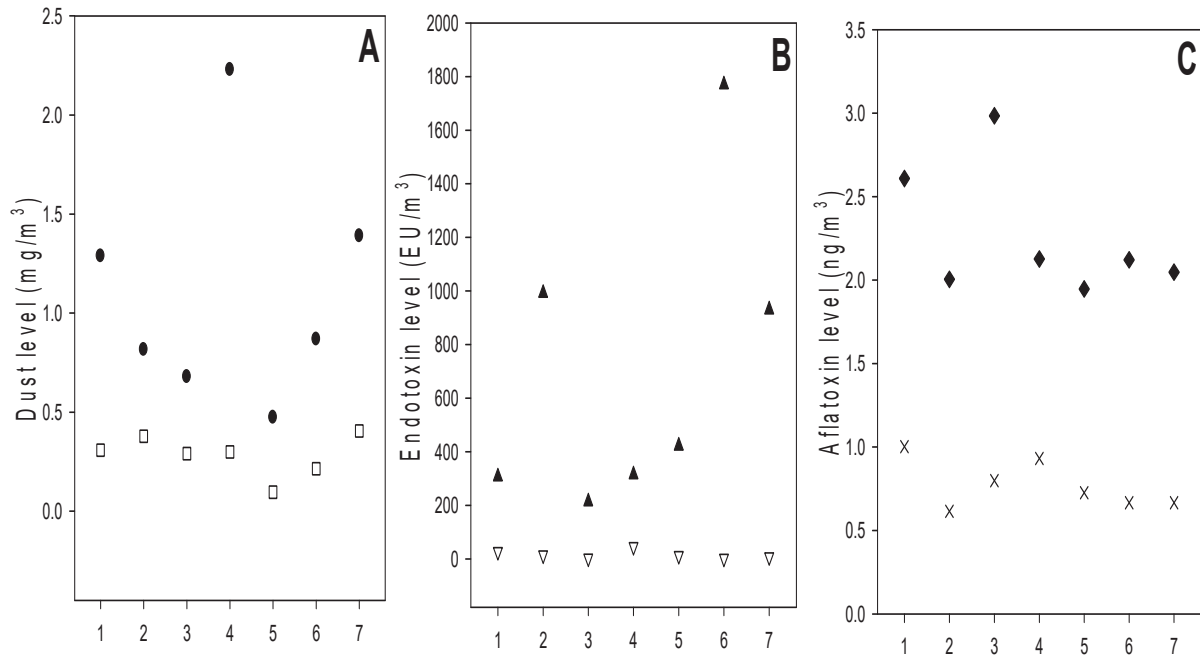 A
Dust level (mg/m³)
2.5
2.0
1.5
1.0
0.5
0.0
1 2 3 4 5 6 7
B
Endotoxin level (EU/m³)
2000
1800
1600
1400
1200
1000
800
600
400
200
0
1 2 3 4 5 6 7
C
Aflatoxin level (ng/m³)
3.5
3.0
2.5
2.0
1.5
1.0
0.5
0.0
1 2 3 4 5 6 7